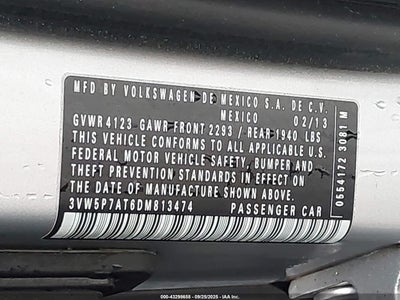 MFD BY VOLKSWAGEN DE MEXICO S.A. DE C.V.
MEXICO 02/13
GVWR 4123 GAWR FRONT 2293 / REAR 1940 LBS
THIS VEHICLE CONFORMS TO ALL APPLICABLE
FEDERAL MOTOR VEHICLE SAFETY, BUMPER AND
THEFT PREVENTION STANDARDS IN EFFECT ON
THE DATE OF MANUFACTURE SHOWN ABOVE
3VW5P7AT6DM813474 PASSENGER CAR
0554172 3081 M
000-43298658 - 09/29/2025 - IAA Inc.